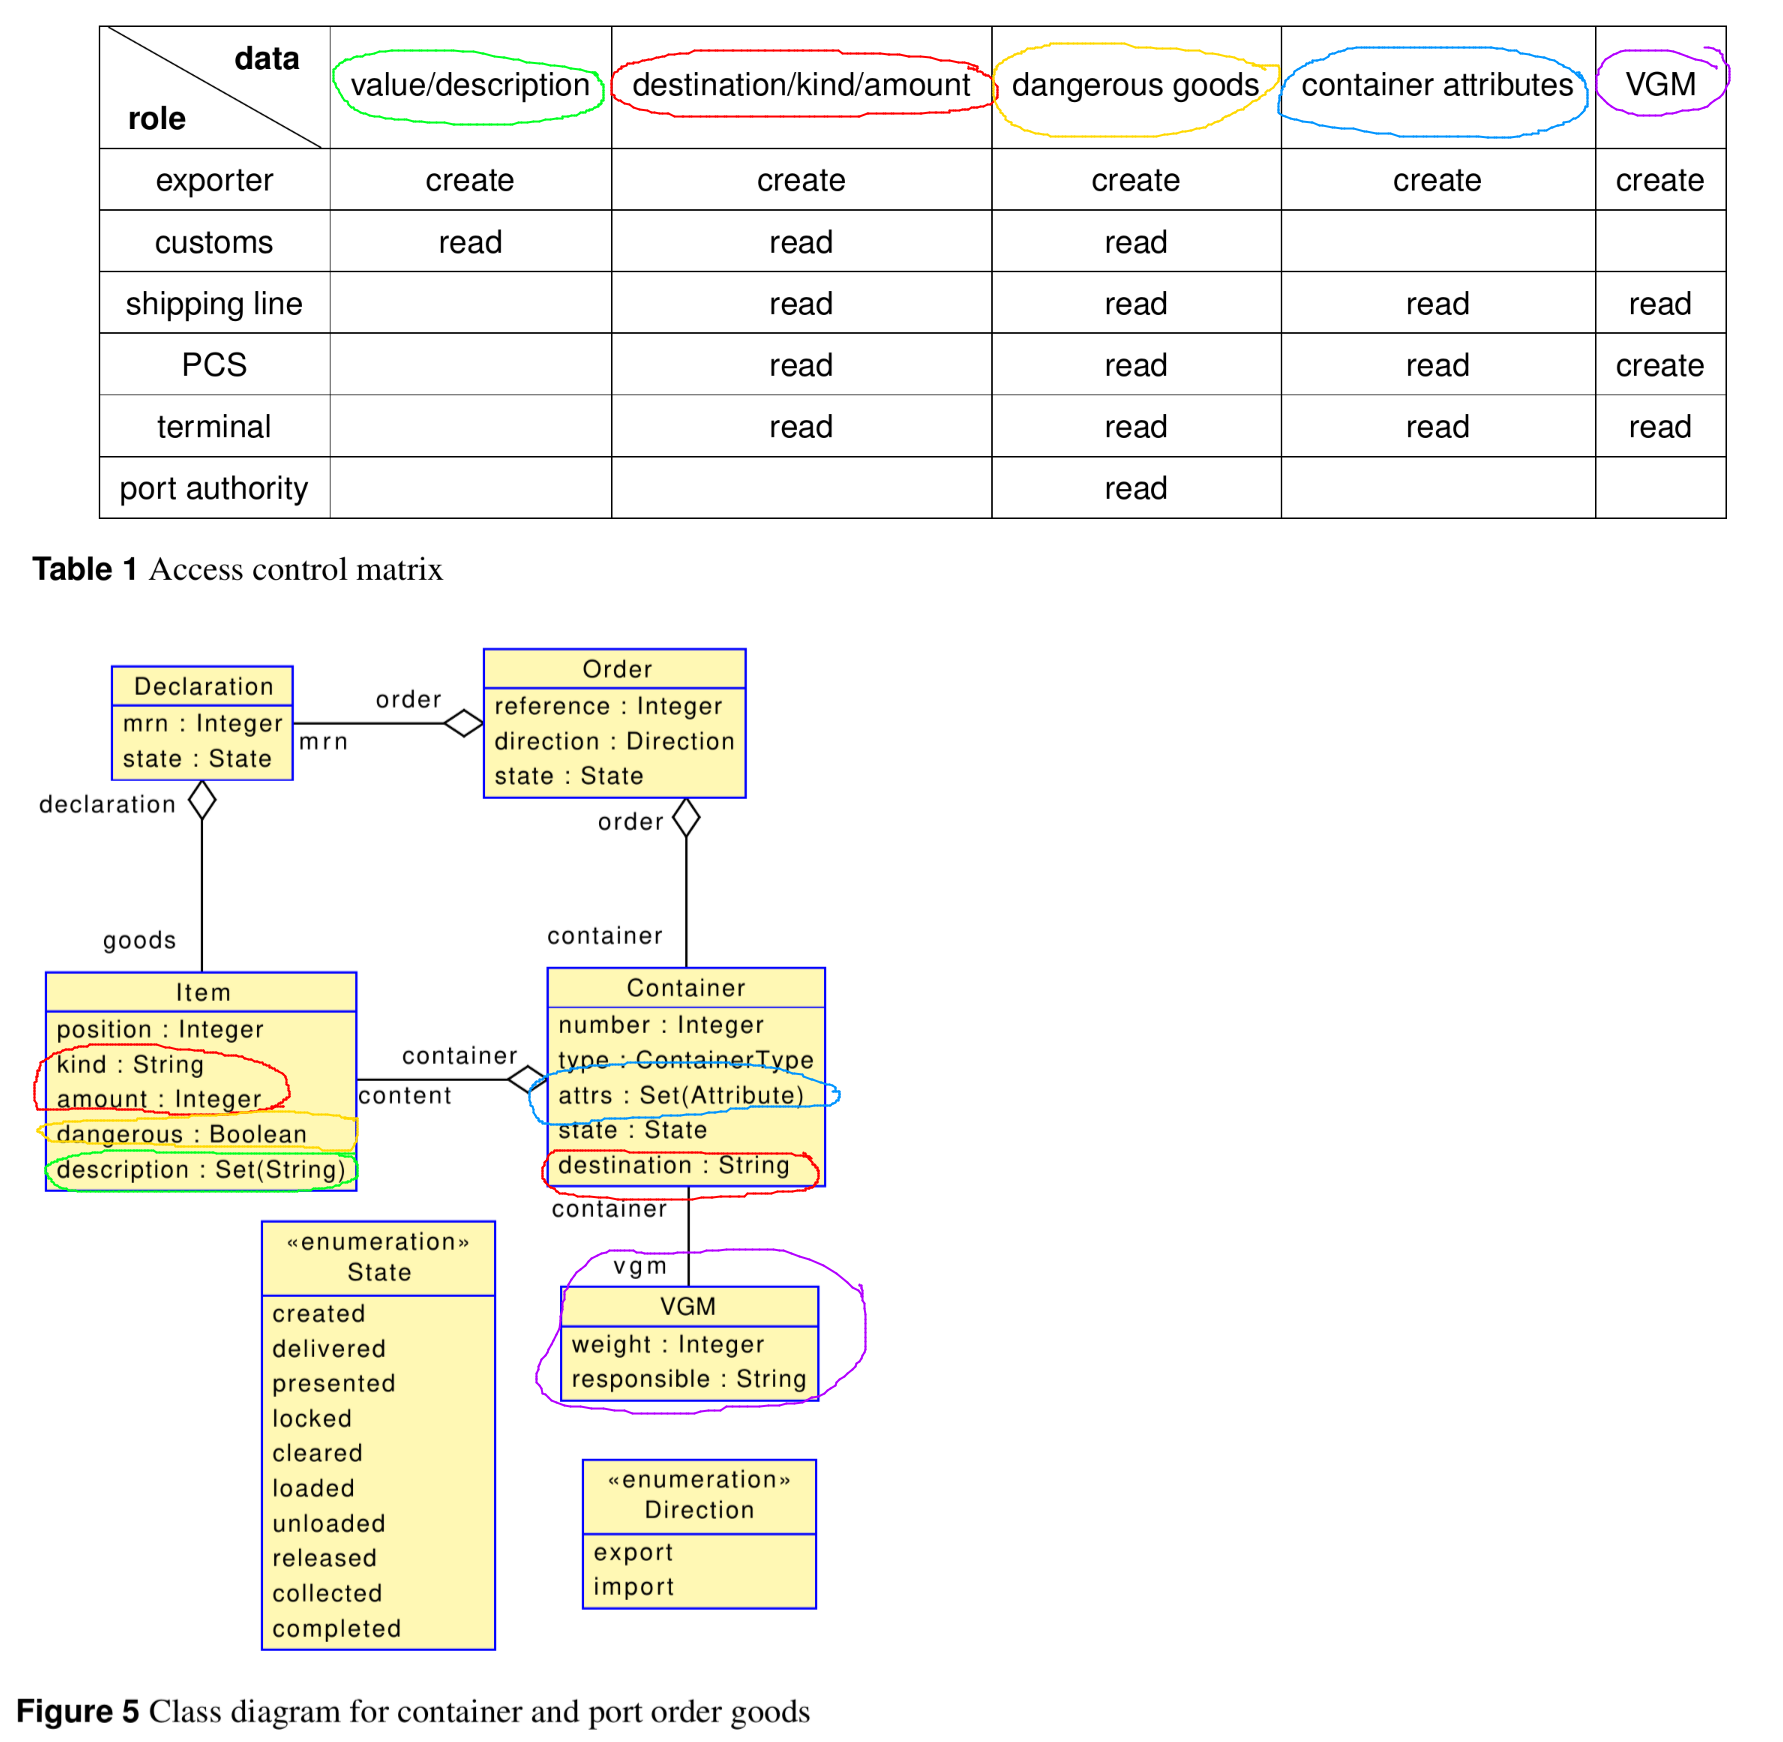 data
role
value/description destination/kind/amount dangerous goods container attributes VGM
exporter create create create create create
customs read read read
shipping line read read read read
PCS read read read create
terminal read read read read
port authority read
Table 1 Access control matrix
Declaration
mrn : Integer
state : State
order
mrn
Order
reference : Integer
direction : Direction
state : State
declaration
goods
order
container
Item
position : Integer
kind : String
amount : Integer
dangerous : Boolean
description : Set(String)
container
content
Container
number : Integer
type : ContainerType
attrs : Set(Attribute)
state : State
destination : String
container
vgm
VGM
weight : Integer
responsible : String
«enumeration»
State
created
delivered
presented
locked
cleared
loaded
unloaded
released
collected
completed
«enumeration»
Direction
export
import
Figure 5 Class diagram for container and port order goods